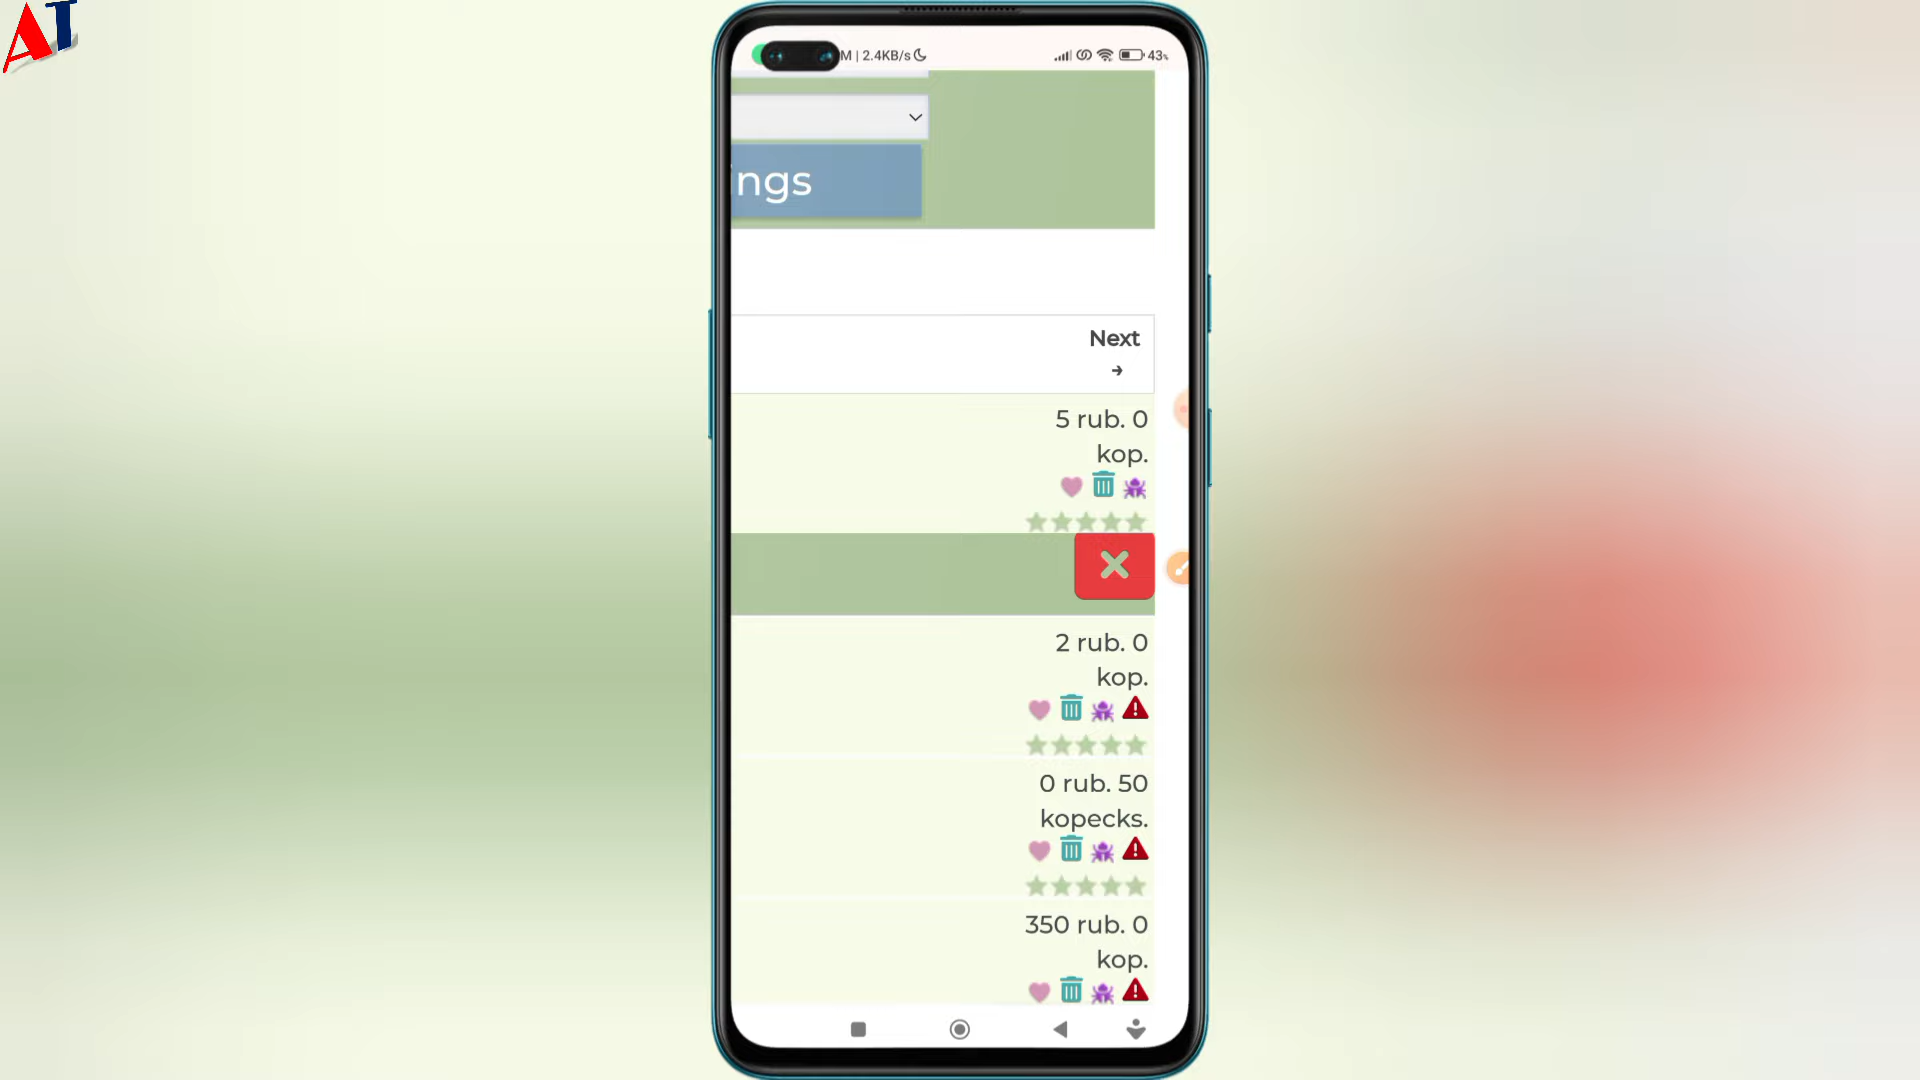 AT
M | 2.4KB/s
43%
ngs
Next
→
5 rub. 0
kop.
2 rub. 0
kop.
0 rub. 50
kopecks.
350 rub. 0
kop.